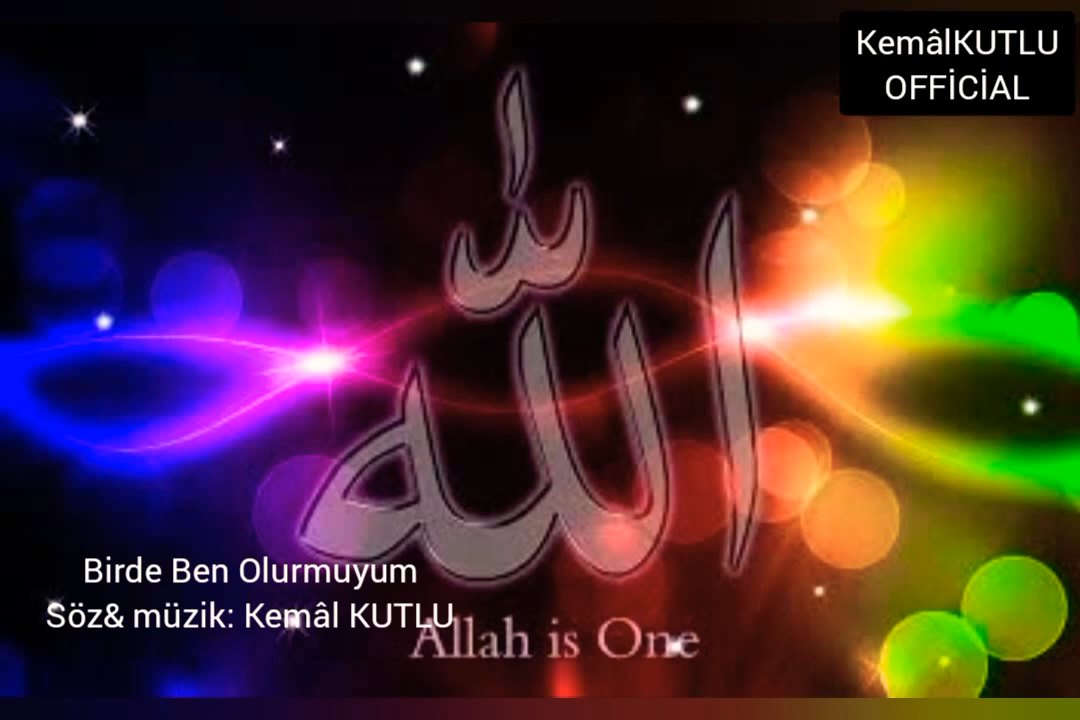 KemâlKUTLU
OFFİCİAL
الله
Birde Ben Olurmuyum
Söz& müzik: Kemâl KUTLU
Allah is One